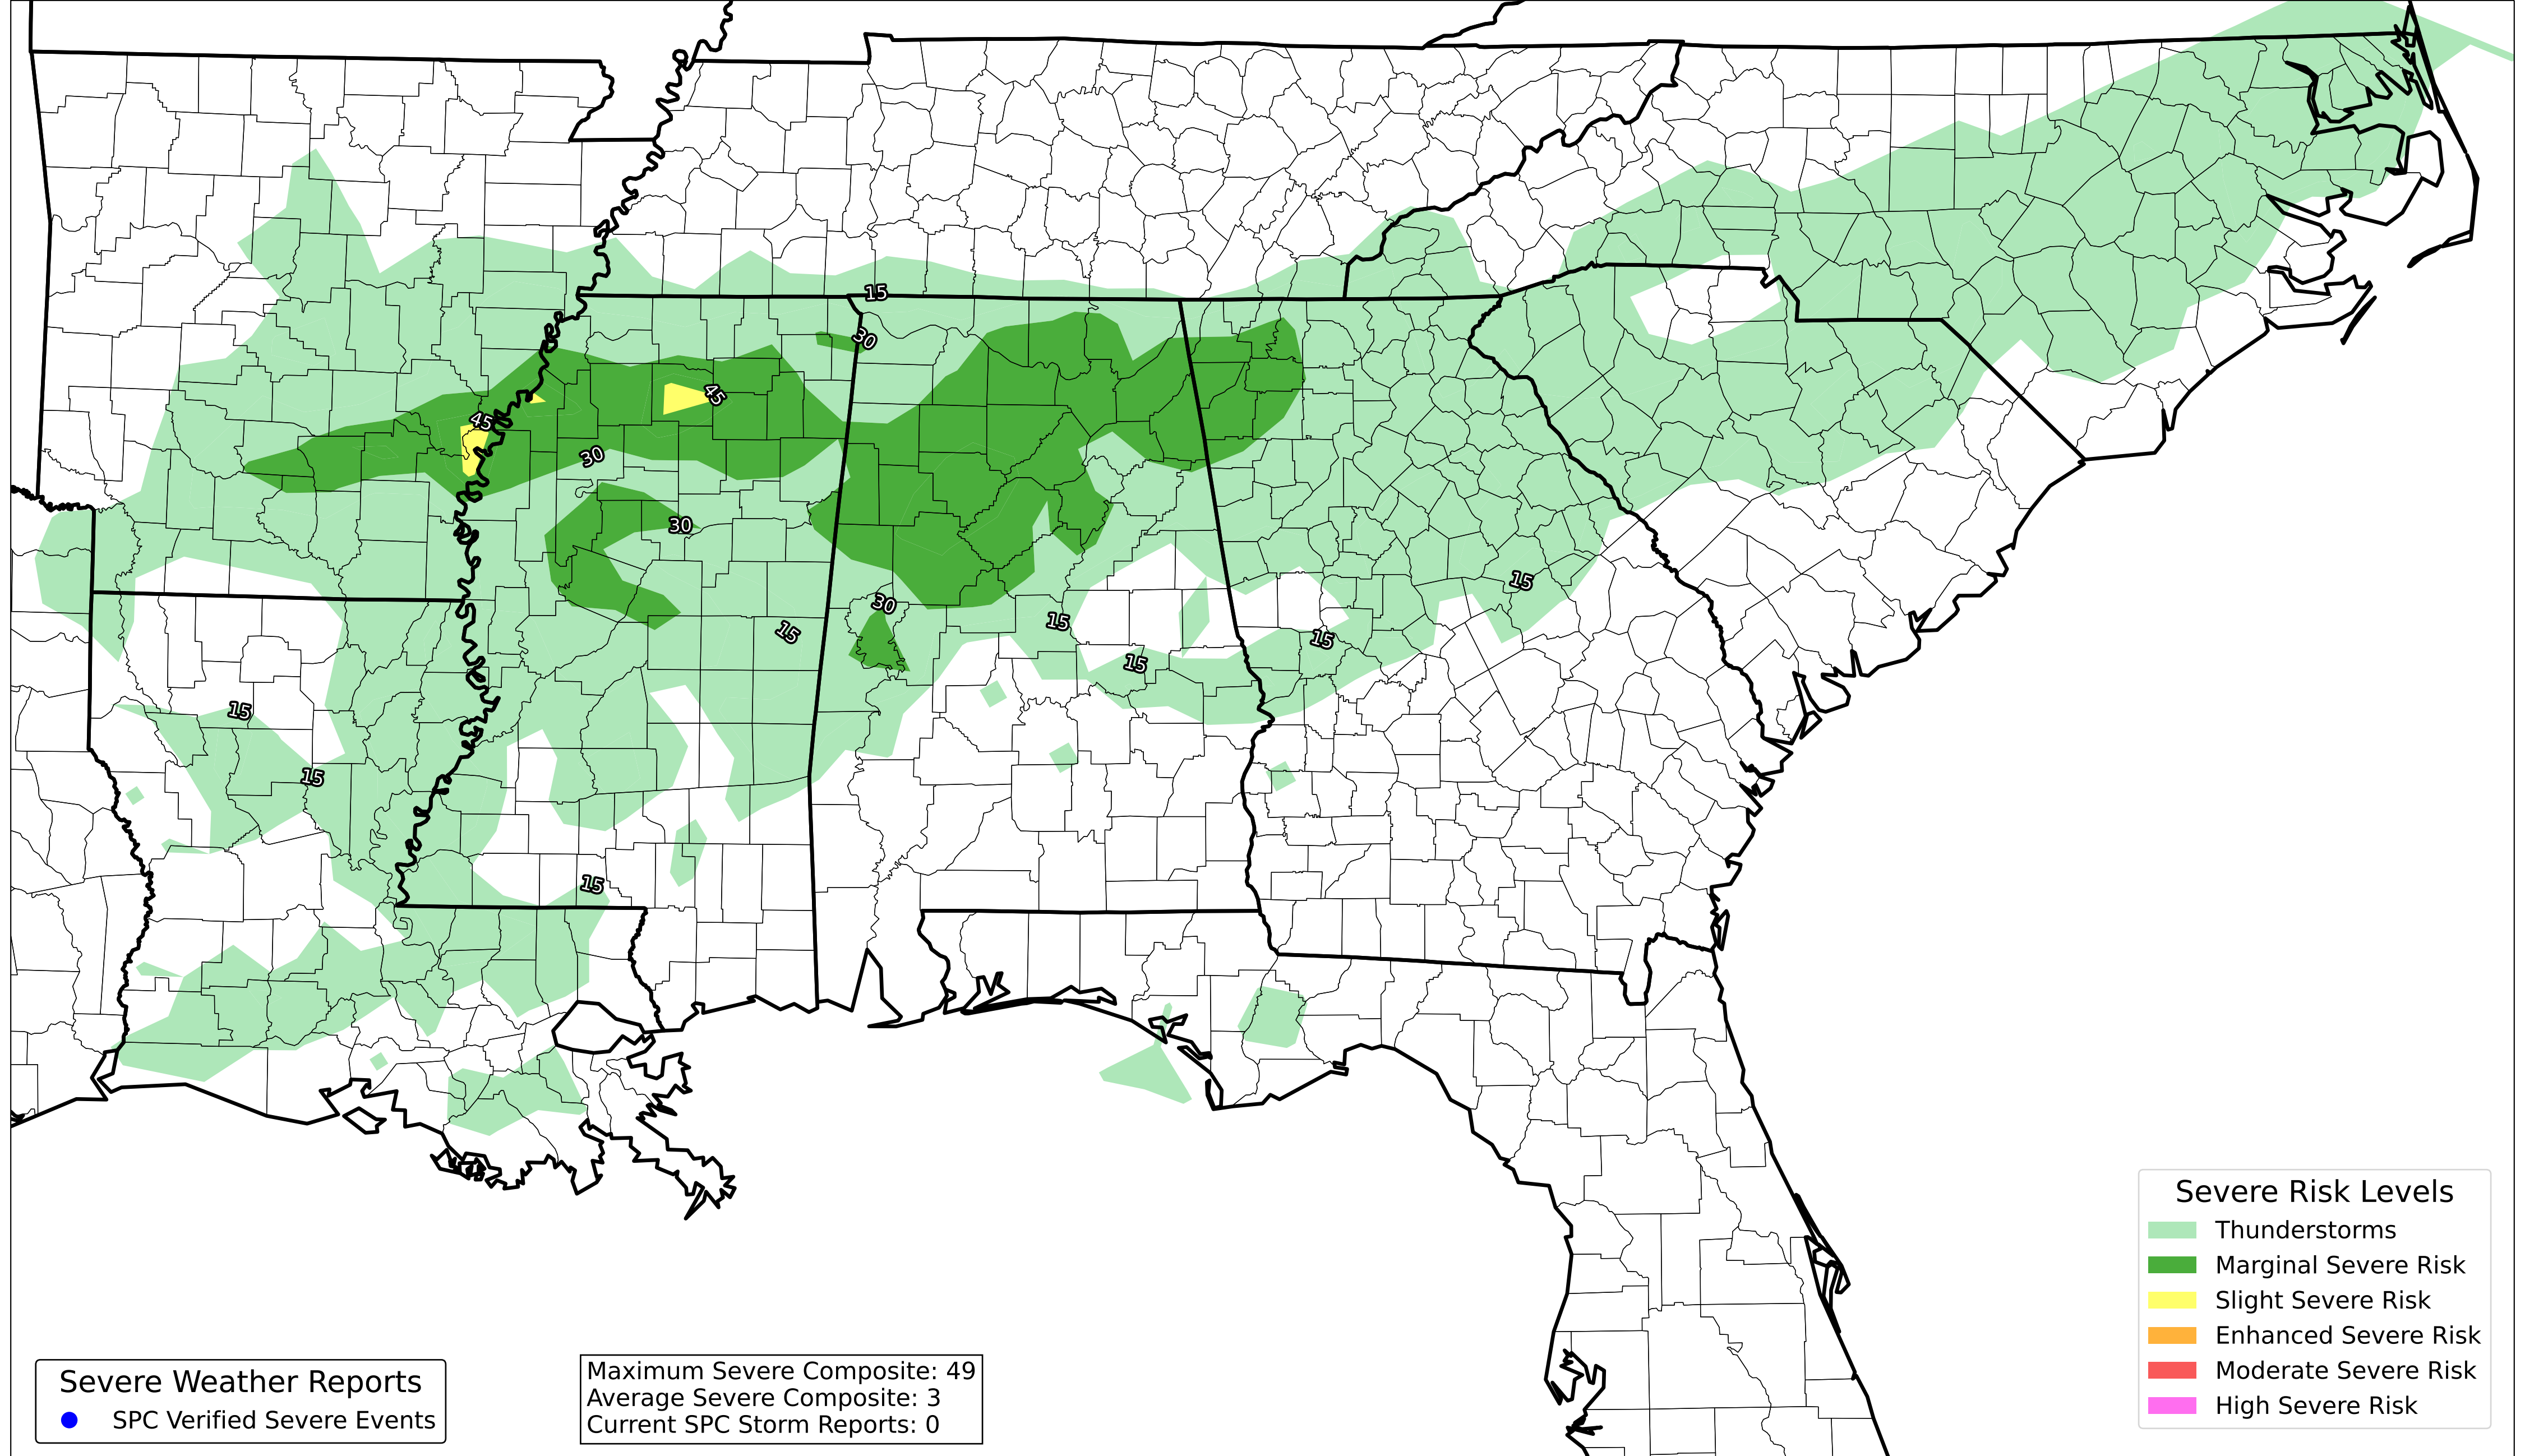 15
30
45
45
30
30
15
30
15
15
15
15
15
15
15
Severe Risk Levels
Thunderstorms
Marginal Severe Risk
Slight Severe Risk
Enhanced Severe Risk
Moderate Severe Risk
High Severe Risk
Severe Weather Reports
SPC Verified Severe Events
Maximum Severe Composite: 49
Average Severe Composite: 3
Current SPC Storm Reports: 0